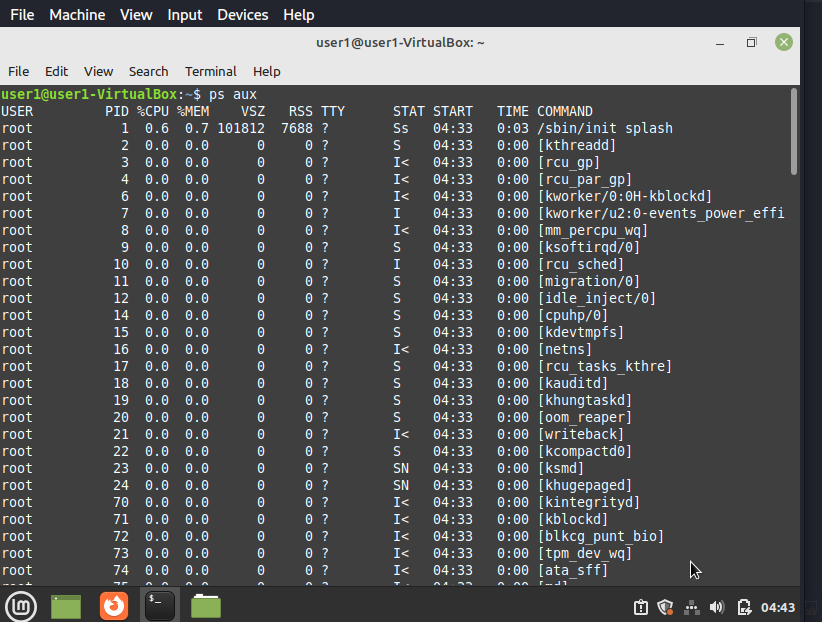 File Machine View Input Devices Help
user1@user1-VirtualBox: ~
File Edit View Search Terminal Help
user1@user1-VirtualBox:~$ ps aux
USER PID %CPU %MEM VSZ RSS TTY STAT START TIME COMMAND
root 1 0.6 0.7 101812 7688 ? Ss 04:33 0:03 /sbin/init splash
root 2 0.0 0.0 0 0 ? S 04:33 0:00 [kthreadd]
root 3 0.0 0.0 0 0 ? I< 04:33 0:00 [rcu_gp]
root 4 0.0 0.0 0 0 ? I< 04:33 0:00 [rcu_par_gp]
root 6 0.0 0.0 0 0 ? I< 04:33 0:00 [kworker/0:0H-kblockd]
root 7 0.0 0.0 0 0 ? I 04:33 0:00 [kworker/u2:0-events_power_effi
root 8 0.0 0.0 0 0 ? I< 04:33 0:00 [mm_percpu_wq]
root 9 0.0 0.0 0 0 ? S 04:33 0:00 [ksoftirqd/0]
root 10 0.0 0.0 0 0 ? I 04:33 0:00 [rcu_sched]
root 11 0.0 0.0 0 0 ? S 04:33 0:00 [migration/0]
root 12 0.0 0.0 0 0 ? S 04:33 0:00 [idle_inject/0]
root 14 0.0 0.0 0 0 ? S 04:33 0:00 [cpuhp/0]
root 15 0.0 0.0 0 0 ? S 04:33 0:00 [kdevtmpfs]
root 16 0.0 0.0 0 0 ? I< 04:33 0:00 [netns]
root 17 0.0 0.0 0 0 ? S 04:33 0:00 [rcu_tasks_kthre]
root 18 0.0 0.0 0 0 ? S 04:33 0:00 [kauditd]
root 19 0.0 0.0 0 0 ? S 04:33 0:00 [khungtaskd]
root 20 0.0 0.0 0 0 ? S 04:33 0:00 [oom_reaper]
root 21 0.0 0.0 0 0 ? I< 04:33 0:00 [writeback]
root 22 0.0 0.0 0 0 ? S 04:33 0:00 [kcompactd0]
root 23 0.0 0.0 0 0 ? SN 04:33 0:00 [ksmd]
root 24 0.0 0.0 0 0 ? SN 04:33 0:00 [khugepaged]
root 70 0.0 0.0 0 0 ? I< 04:33 0:00 [kintegrityd]
root 71 0.0 0.0 0 0 ? I< 04:33 0:00 [kblockd]
root 72 0.0 0.0 0 0 ? I< 04:33 0:00 [blkcg_punt_bio]
root 73 0.0 0.0 0 0 ? I< 04:33 0:00 [tpm_dev_wq]
root 74 0.0 0.0 0 0 ? I< 04:33 0:00 [ata_sff]
04:43